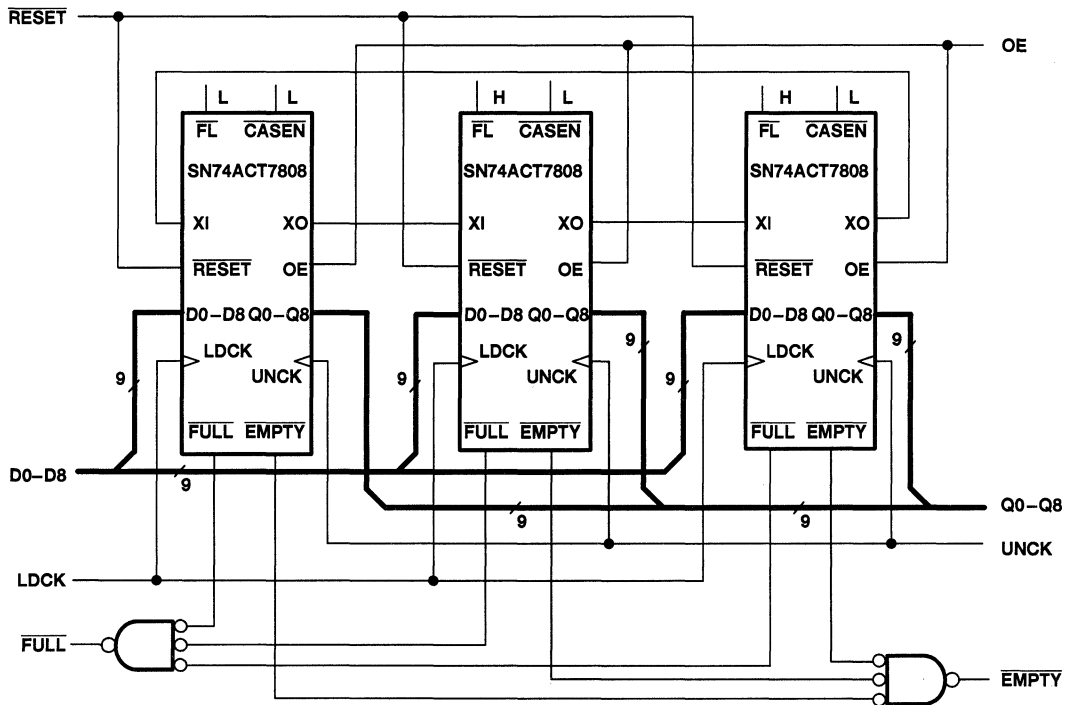 RESET
OE
L L H L H L
FL CASEN FL CASEN FL CASEN
SN74ACT7808 SN74ACT7808 SN74ACT7808
XI XO XI XO XI XO
RESET OE RESET OE RESET OE
D0–D8 Q0–Q8 D0–D8 Q0–Q8 D0–D8 Q0–Q8
LDCK LDCK LDCK
UNCK UNCK UNCK
9 9 9 9 9
FULL EMPTY FULL EMPTY FULL EMPTY
D0–D8
9
Q0–Q8
9 9
UNCK
LDCK
FULL
EMPTY